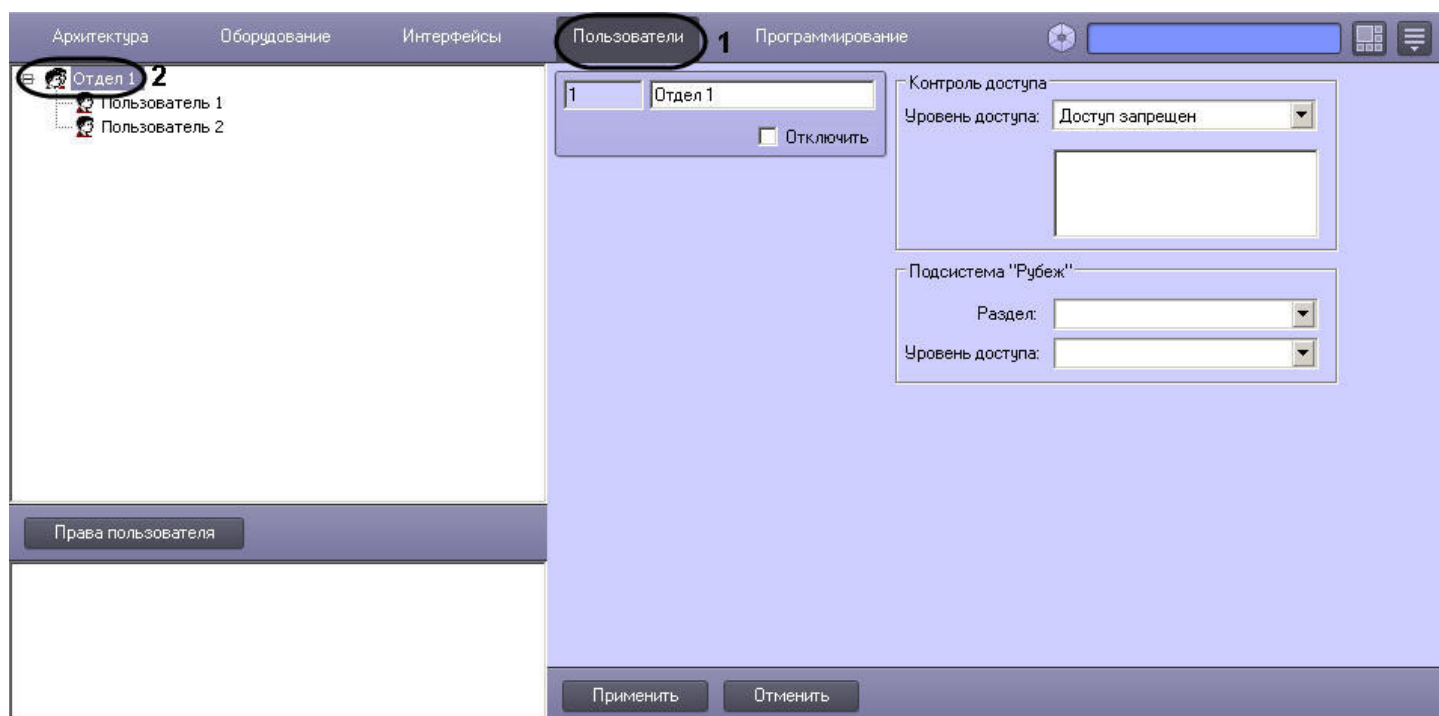 Архитектура Оборудование Интерфейсы Пользователи 1 Программирование
Отдел 1 2
Пользователь 1
Пользователь 2
1 Отдел 1
Отключить
Контроль доступа
Уровень доступа: Доступ запрещен
Подсистема "Рубеж"
Раздел:
Уровень доступа:
Права пользователя
Применить Отменить